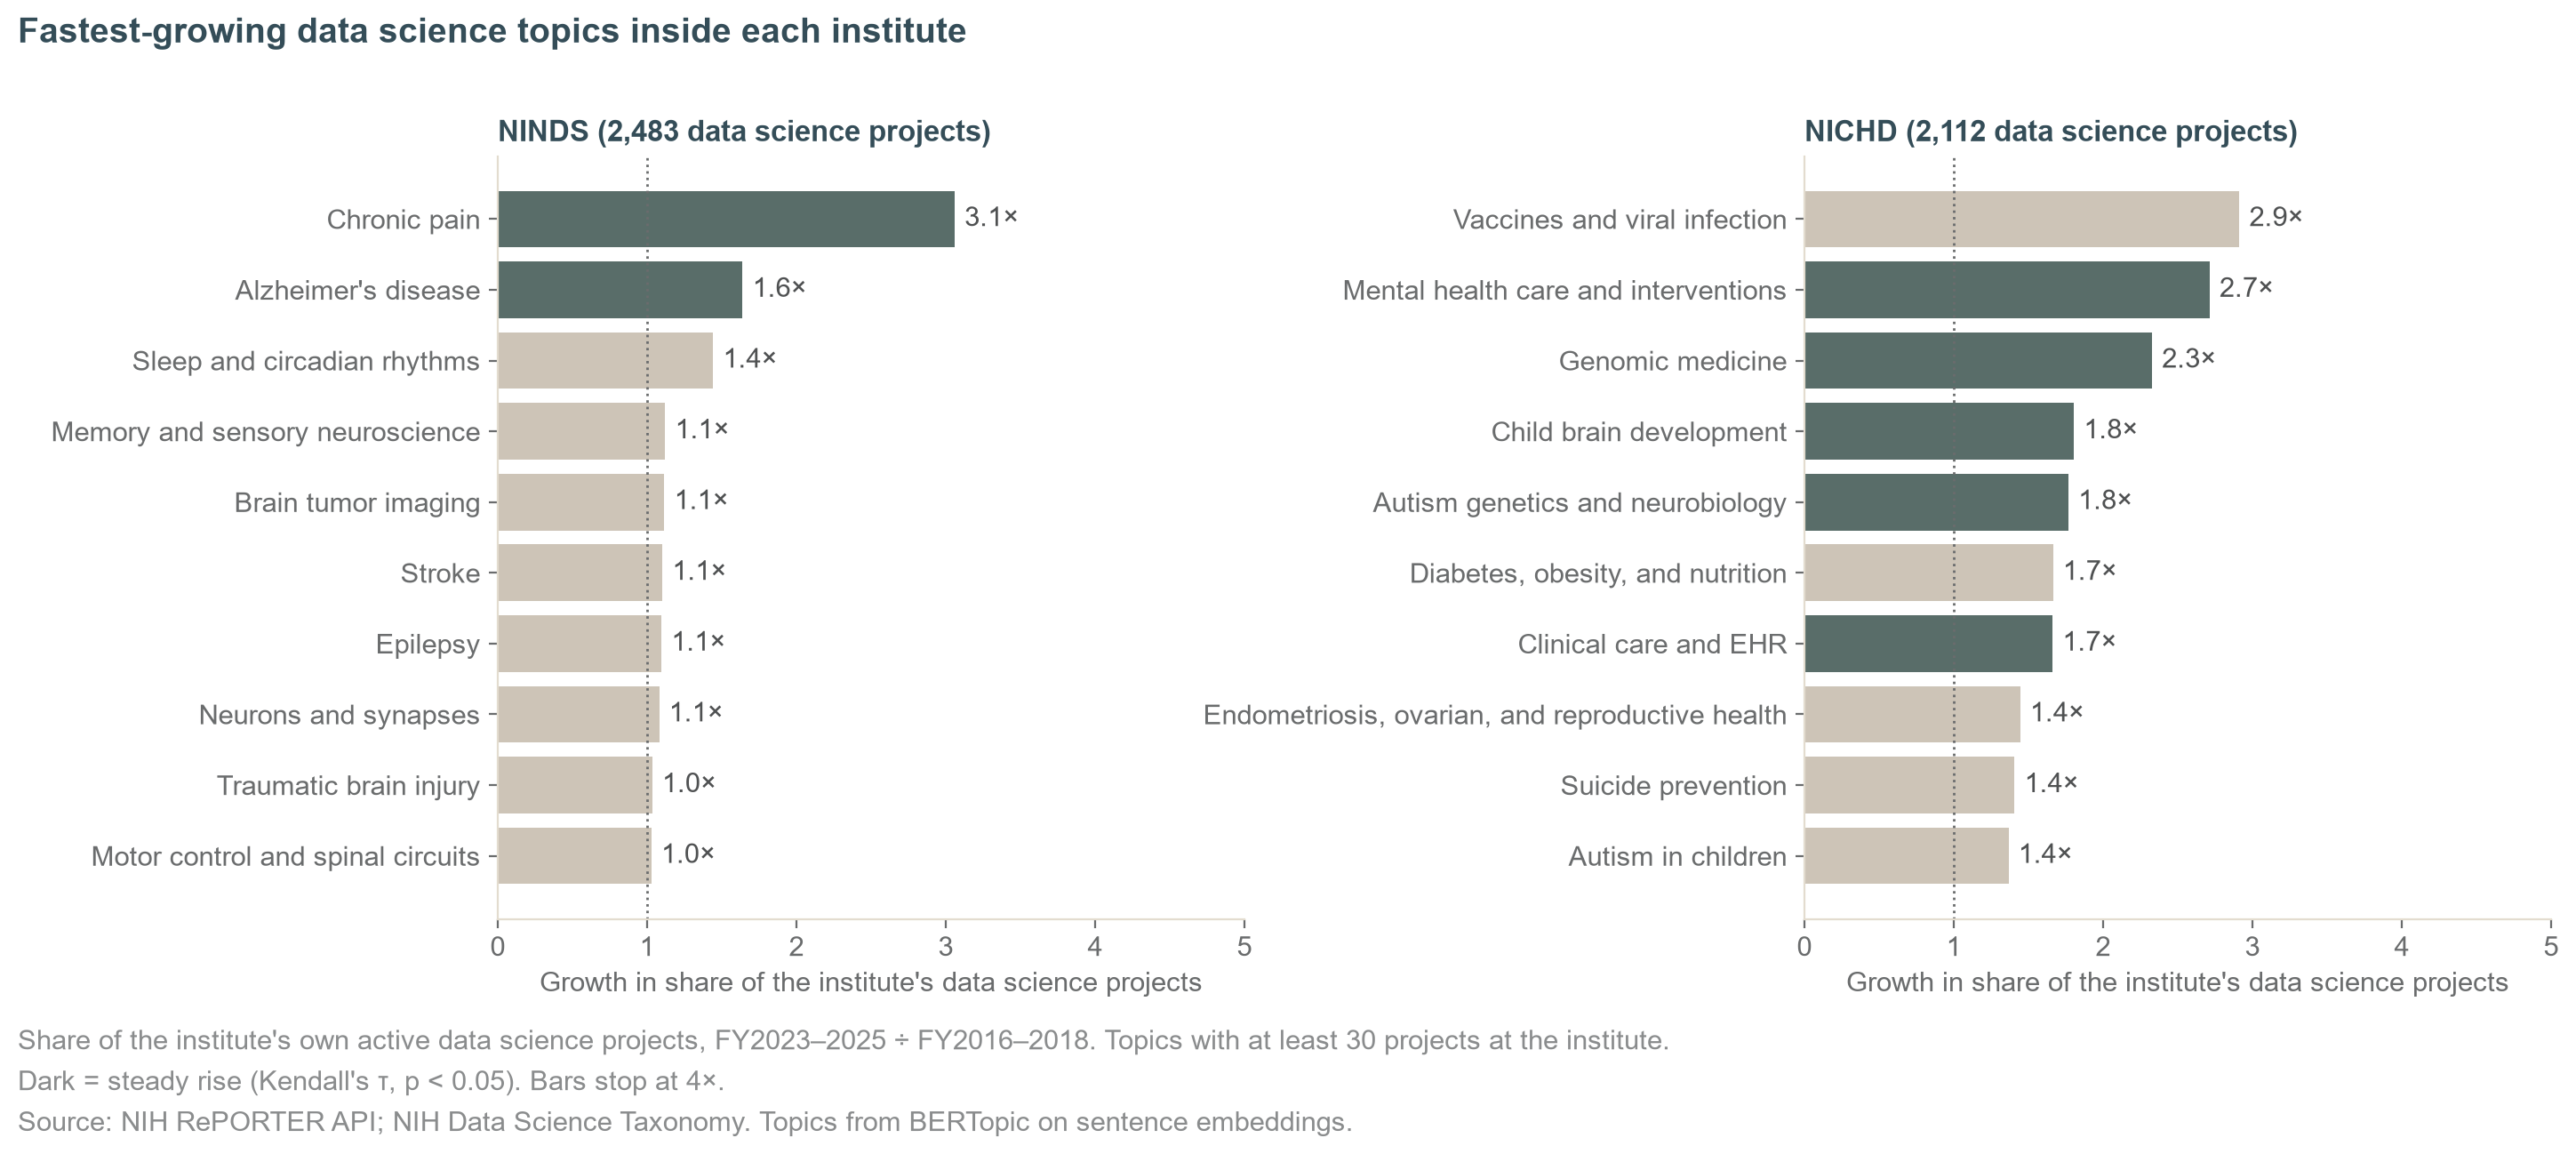 Fastest-growing data science topics inside each institute
NINDS (2,483 data science projects)
Chronic pain 3.1×
Alzheimer's disease 1.6×
Sleep and circadian rhythms 1.4×
Memory and sensory neuroscience 1.1×
Brain tumor imaging 1.1×
Stroke 1.1×
Epilepsy 1.1×
Neurons and synapses 1.1×
Traumatic brain injury 1.0×
Motor control and spinal circuits 1.0×
0 1 2 3 4 5
Growth in share of the institute's data science projects
NICHD (2,112 data science projects)
Vaccines and viral infection 2.9×
Mental health care and interventions 2.7×
Genomic medicine 2.3×
Child brain development 1.8×
Autism genetics and neurobiology 1.8×
Diabetes, obesity, and nutrition 1.7×
Clinical care and EHR 1.7×
Endometriosis, ovarian, and reproductive health 1.4×
Suicide prevention 1.4×
Autism in children 1.4×
0 1 2 3 4 5
Growth in share of the institute's data science projects
Share of the institute's own active data science projects, FY2023–2025 ÷ FY2016–2018. Topics with at least 30 projects at the institute.
Dark = steady rise (Kendall's τ, p < 0.05). Bars stop at 4×.
Source: NIH RePORTER API; NIH Data Science Taxonomy. Topics from BERTopic on sentence embeddings.